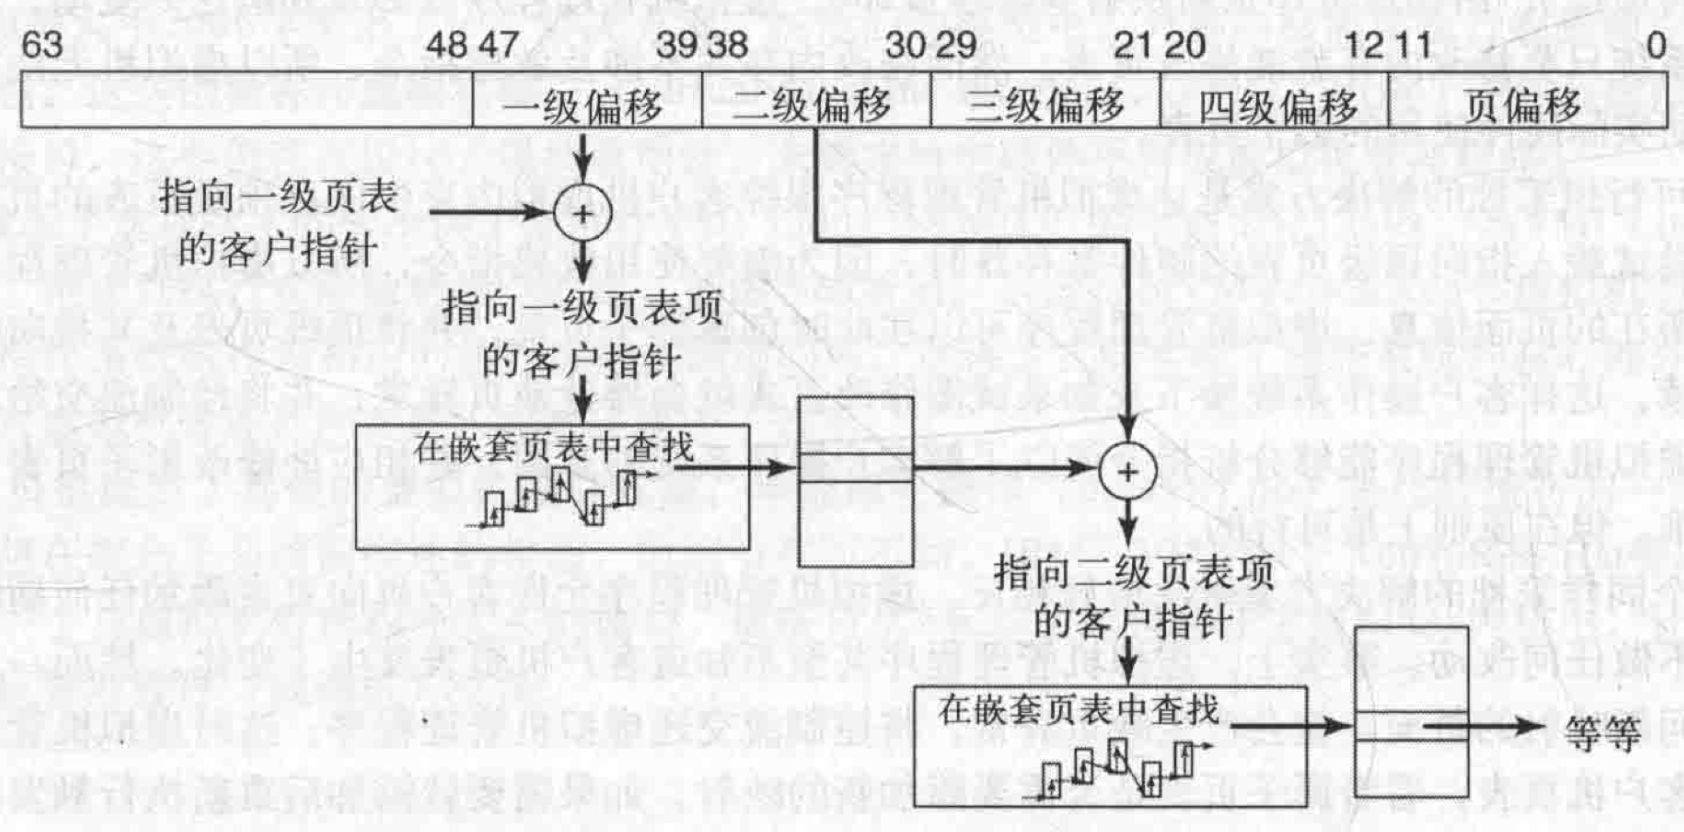 63 48 47 39 38 30 29 21 20 12 11 0
一级偏移 二级偏移 三级偏移 四级偏移 页偏移
指向一级页表
的客户指针
+
指向一级页表项
的客户指针
在嵌套页表中查找
+
指向二级页表项
的客户指针
在嵌套页表中查找
等等